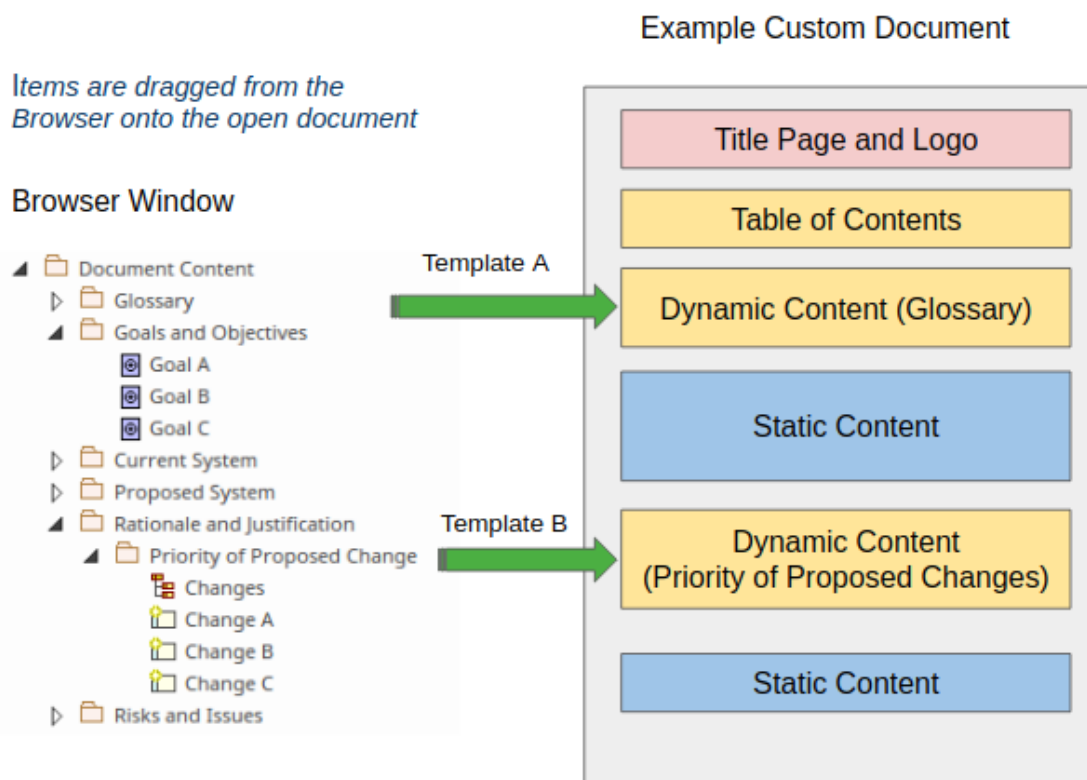 Example Custom Document
Items are dragged from the
Browser onto the open document
Browser Window
Document Content
Glossary
Goals and Objectives
Goal A
Goal B
Goal C
Current System
Proposed System
Rationale and Justification
Priority of Proposed Change
Changes
Change A
Change B
Change C
Risks and Issues
Template A
Template B
Title Page and Logo
Table of Contents
Dynamic Content (Glossary)
Static Content
Dynamic Content
(Priority of Proposed Changes)
Static Content